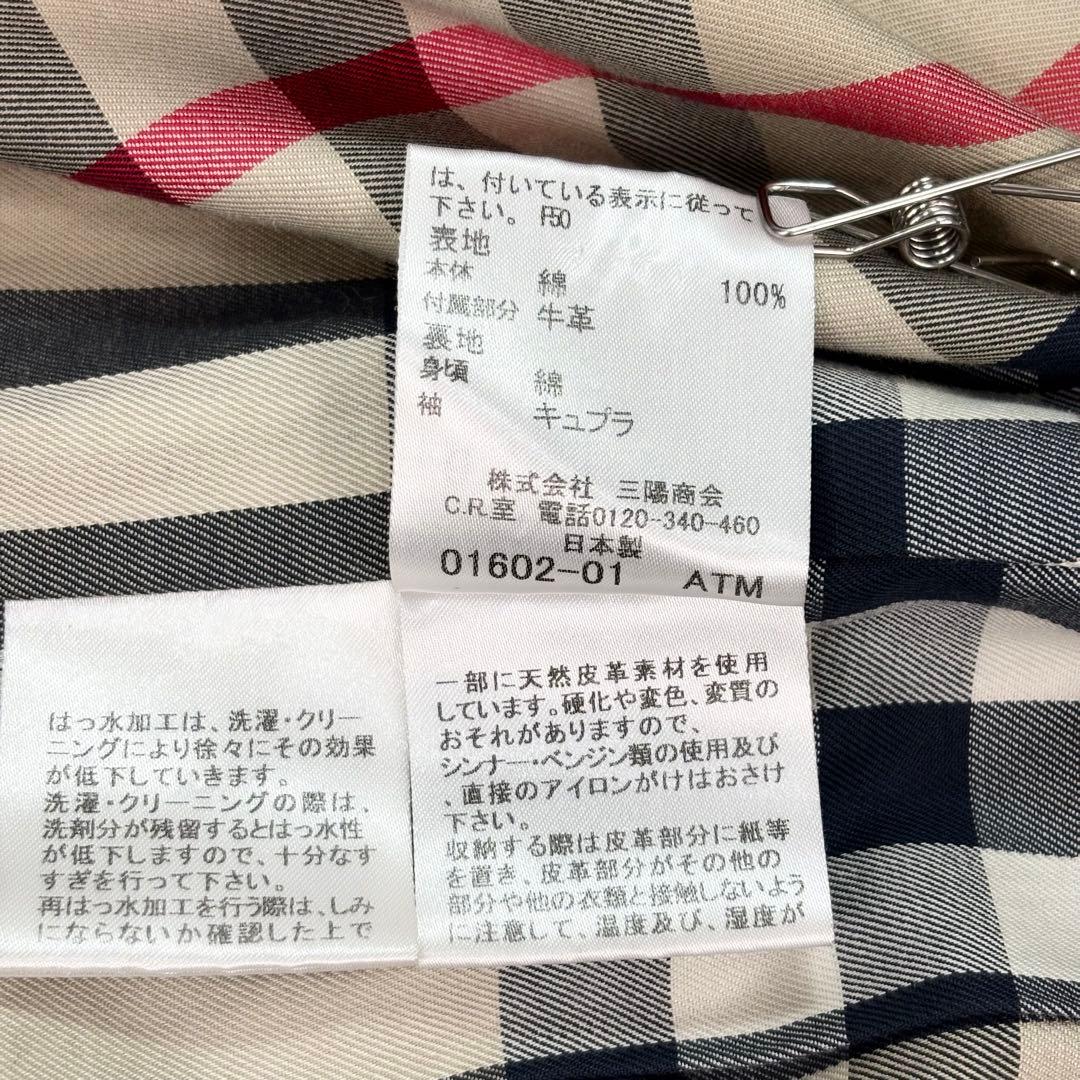 は、付いている表示に従って
下さい。 F50
表地
本体 綿 100%
付属部分 牛革
裏地
身頃 綿
袖 キュプラ
株式会社 三陽商会
C.R.室 電話0120-340-460
日本製
01602-01 ATM
一部に天然皮革素材を使用
しています。硬化や変色、変質の
おそれがありますので、
シンナー・ベンジン類の使用及び
、直接のアイロンがけはおさけ
下さい。
収納する際は皮革部分に紙等
を置き、皮革部分がその他の
部分や他の衣類と接触しないよう
に注意して、温度及び、湿度が
はっ水加工は、洗濯・クリー
ニングにより徐々にその効果
が低下していきます。
洗濯・クリーニングの際は、
洗剤分が残留するとはっ水性
が低下しますので、十分なす
すぎを行って下さい。
再はっ水加工を行う際は、しみ
にならないか確認した上で